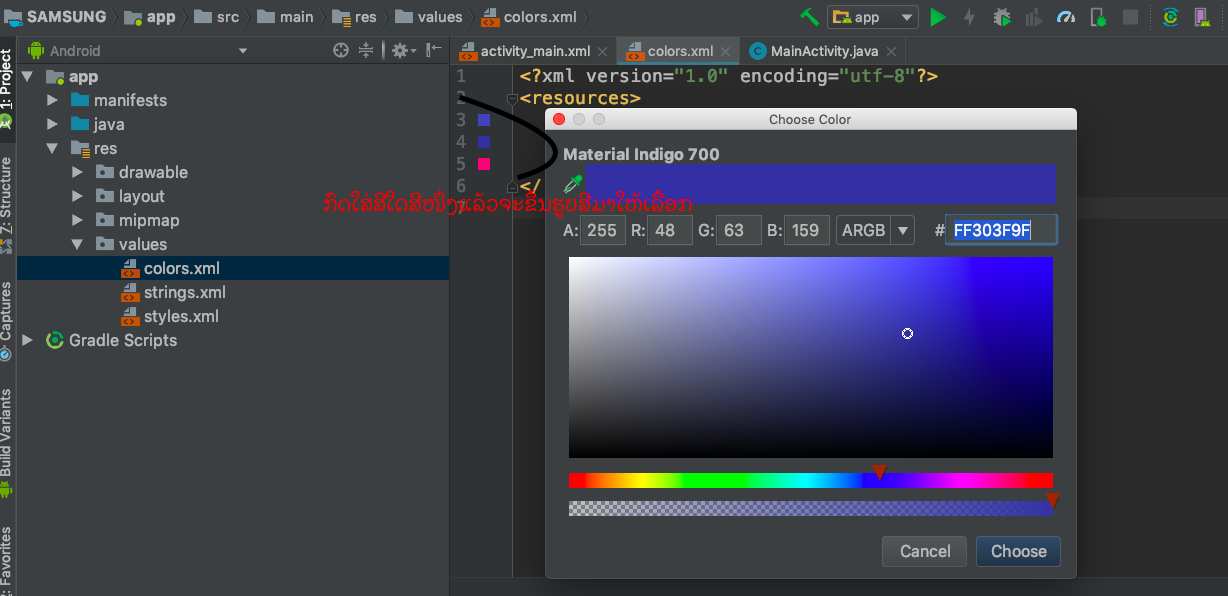 SAMSUNG app src main res values colors.xml app
Android
activity_main.xml colors.xml MainActivity.java
1: Project
app
manifests
java
res
drawable
layout
mipmap
values
colors.xml
strings.xml
styles.xml
Gradle Scripts
Z: Structure
Captures
Build Variants
2: Favorites
1 <?xml version="1.0" encoding="utf-8"?>
2 <resources>
3
4
5
6 </
7
ກົດໃສ່ສີໃດສີໜຶ່ງແລ້ວຈະຂຶ້ນຮູບສີມາໃຫ້ເລືອກ
Choose Color
Material Indigo 700
A: 255 R: 48 G: 63 B: 159 ARGB # FF303F9F
Cancel Choose